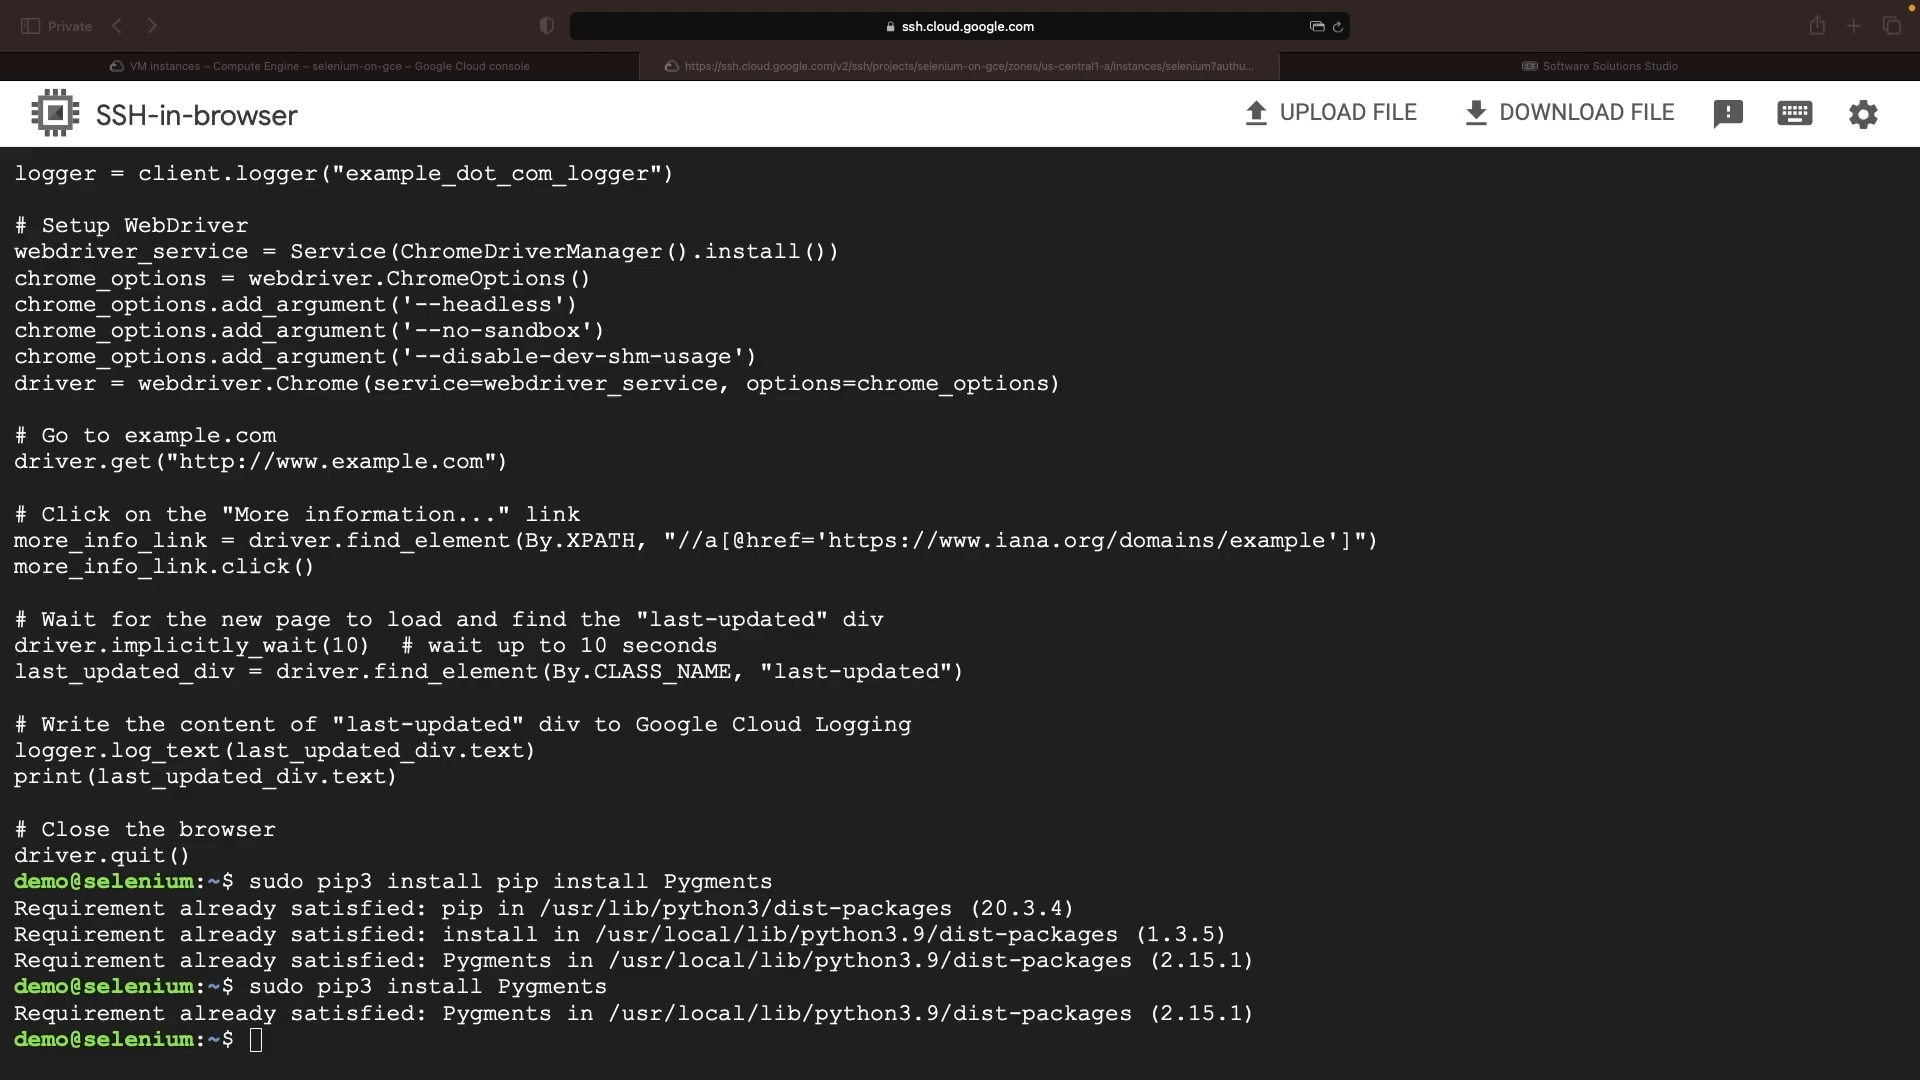 Private
ssh.cloud.google.com
VM instances – Compute Engine – selenium-on-gce – Google Cloud console
https://ssh.cloud.google.com/v2/ssh/projects/selenium-on-gce/zones/us-central1-a/instances/selenium?authu...
Software Solutions Studio
SSH-in-browser
UPLOAD FILE
DOWNLOAD FILE
logger = client.logger("example_dot_com_logger")
# Setup WebDriver
webdriver_service = Service(ChromeDriverManager().install())
chrome_options = webdriver.ChromeOptions()
chrome_options.add_argument('--headless')
chrome_options.add_argument('--no-sandbox')
chrome_options.add_argument('--disable-dev-shm-usage')
driver = webdriver.Chrome(service=webdriver_service, options=chrome_options)
# Go to example.com
driver.get("http://www.example.com")
# Click on the "More information..." link
more_info_link = driver.find_element(By.XPATH, "//a[@href='https://www.iana.org/domains/example']")
more_info_link.click()
# Wait for the new page to load and find the "last-updated" div
driver.implicitly_wait(10)  # wait up to 10 seconds
last_updated_div = driver.find_element(By.CLASS_NAME, "last-updated")
# Write the content of "last-updated" div to Google Cloud Logging
logger.log_text(last_updated_div.text)
print(last_updated_div.text)
# Close the browser
driver.quit()
demo@selenium:~$ sudo pip3 install pip install Pygments
Requirement already satisfied: pip in /usr/lib/python3/dist-packages (20.3.4)
Requirement already satisfied: install in /usr/local/lib/python3.9/dist-packages (1.3.5)
Requirement already satisfied: Pygments in /usr/local/lib/python3.9/dist-packages (2.15.1)
demo@selenium:~$ sudo pip3 install Pygments
Requirement already satisfied: Pygments in /usr/local/lib/python3.9/dist-packages (2.15.1)
demo@selenium:~$